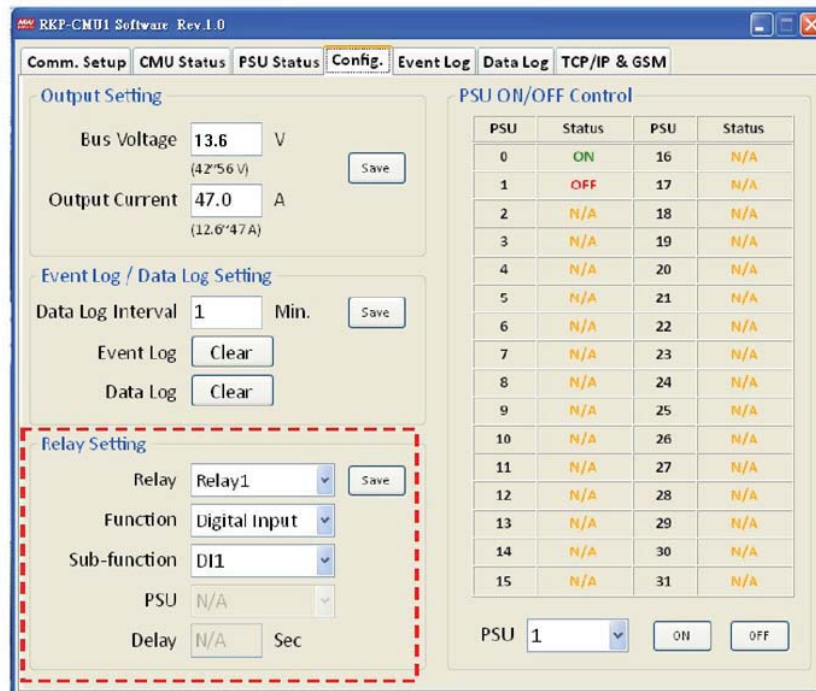 MW RKP-CMU1 Software Rev.1.0
Comm. Setup CMU Status PSU Status Config. Event Log Data Log TCP/IP & GSM
Output Setting
Bus Voltage 13.6 V
(42~56 V)
Save
Output Current 47.0 A
(12.6~47A)
Event Log / Data Log Setting
Data Log Interval 1 Min. Save
Event Log Clear
Data Log Clear
Relay Setting
Relay Relay1 Save
Function Digital Input
Sub-function DI1
PSU N/A
Delay N/A Sec
PSU ON/OFF Control
PSU Status PSU Status
0 ON 16 N/A
1 OFF 17 N/A
2 N/A 18 N/A
3 N/A 19 N/A
4 N/A 20 N/A
5 N/A 21 N/A
6 N/A 22 N/A
7 N/A 23 N/A
8 N/A 24 N/A
9 N/A 25 N/A
10 N/A 26 N/A
11 N/A 27 N/A
12 N/A 28 N/A
13 N/A 29 N/A
14 N/A 30 N/A
15 N/A 31 N/A
PSU 1 ON OFF